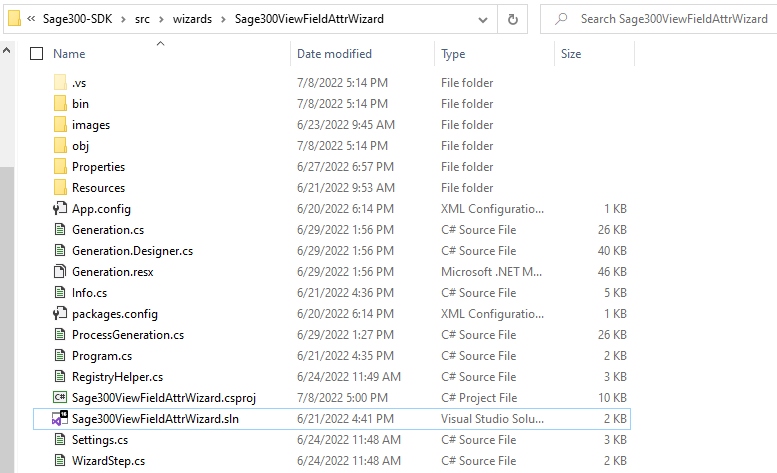 « Sage300-SDK > src > wizards > Sage300ViewFieldAttrWizard Search Sage300ViewFieldAttrWizard
Name Date modified Type Size
.vs 7/8/2022 5:14 PM File folder
bin 7/8/2022 5:14 PM File folder
images 6/23/2022 9:45 AM File folder
obj 7/8/2022 5:14 PM File folder
Properties 6/27/2022 6:57 PM File folder
Resources 6/21/2022 9:53 AM File folder
App.config 6/20/2022 6:14 PM XML Configuratio... 1 KB
Generation.cs 6/29/2022 1:56 PM C# Source File 26 KB
Generation.Designer.cs 6/29/2022 1:56 PM C# Source File 40 KB
Generation.resx 6/29/2022 1:56 PM Microsoft .NET M... 46 KB
Info.cs 6/21/2022 4:36 PM C# Source File 5 KB
packages.config 6/20/2022 6:14 PM XML Configuratio... 1 KB
ProcessGeneration.cs 6/29/2022 1:27 PM C# Source File 26 KB
Program.cs 6/21/2022 4:35 PM C# Source File 2 KB
RegistryHelper.cs 6/24/2022 11:49 AM C# Source File 3 KB
C# Sage300ViewFieldAttrWizard.csproj 7/8/2022 5:00 PM C# Project File 10 KB
Sage300ViewFieldAttrWizard.sln 6/21/2022 4:41 PM Visual Studio Solu... 2 KB
Settings.cs 6/24/2022 11:48 AM C# Source File 3 KB
WizardStep.cs 6/24/2022 11:48 AM C# Source File 2 KB